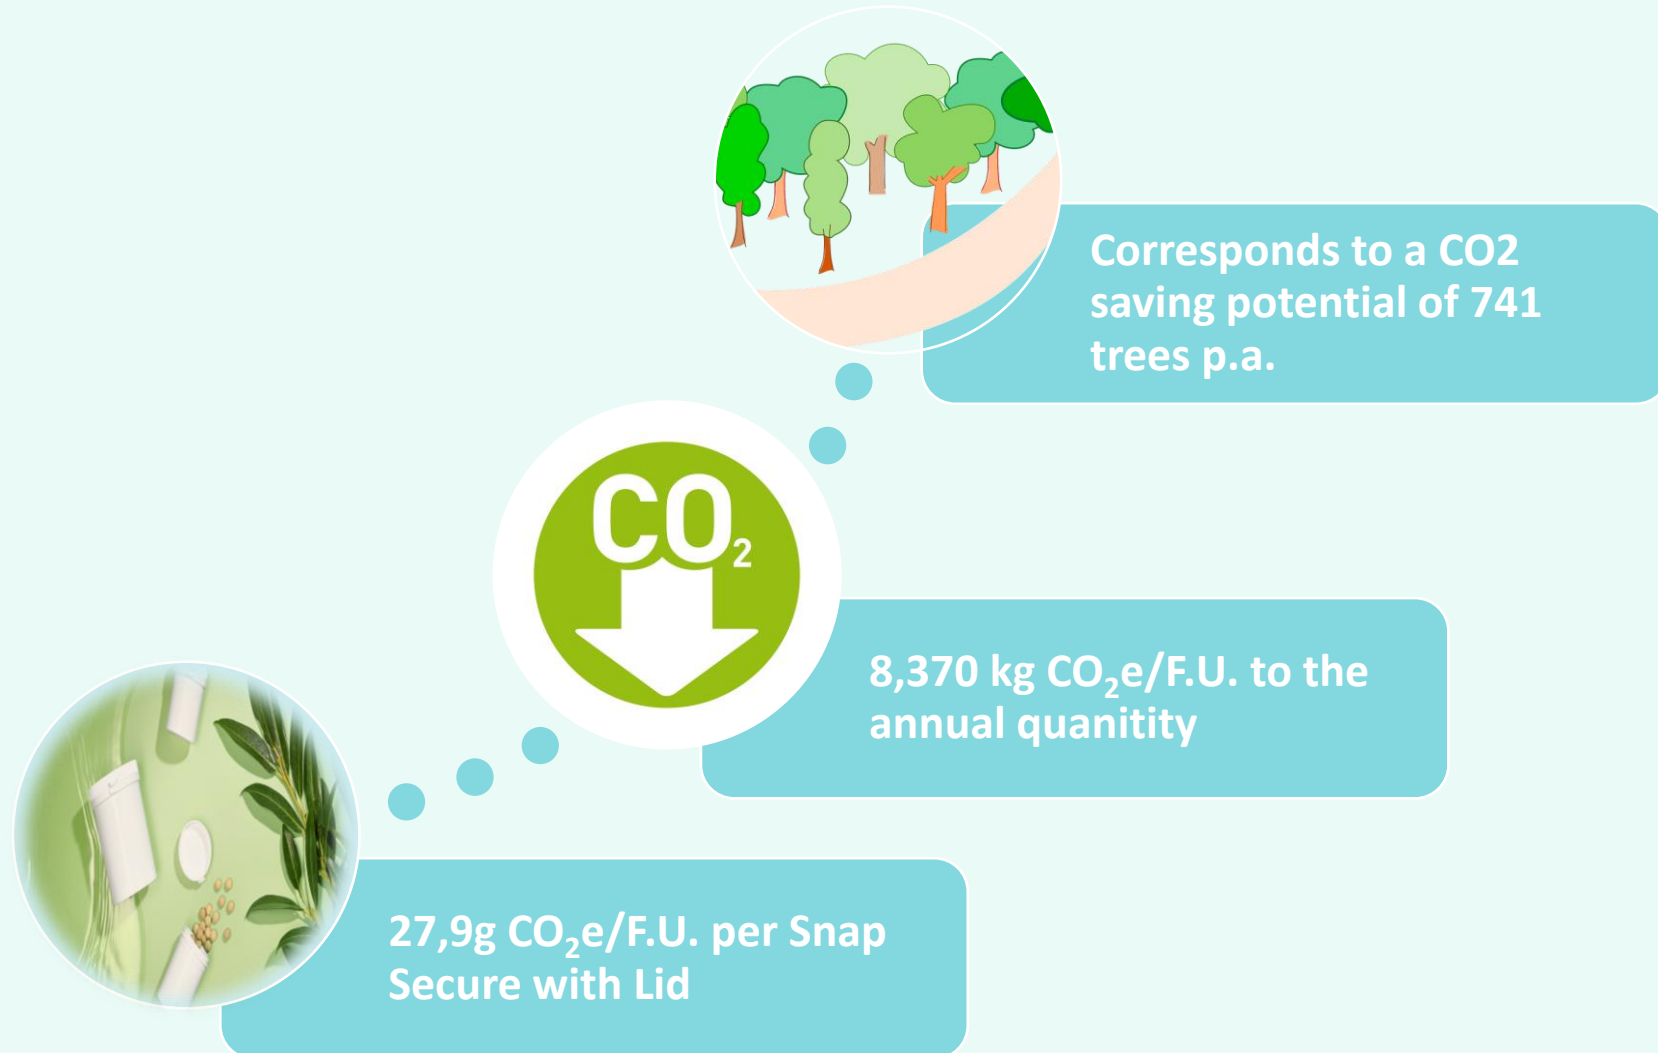 Corresponds to a CO2
saving potential of 741
trees p.a.
CO₂
8,370 kg CO₂e/F.U. to the
annual quanitity
27,9g CO₂e/F.U. per Snap
Secure with Lid